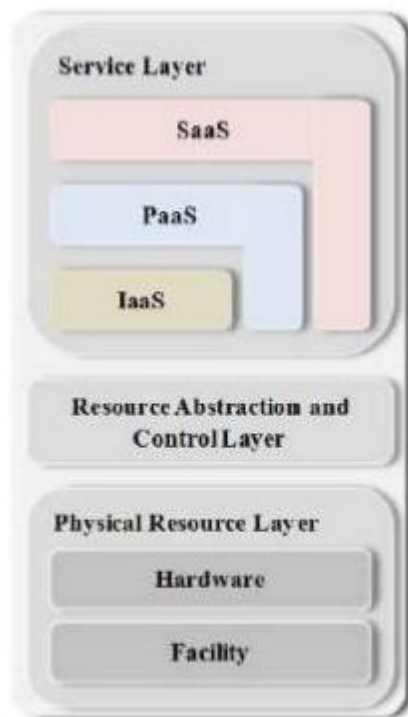 Service Layer
SaaS
PaaS
IaaS
Resource Abstraction and
Control Layer
Physical Resource Layer
Hardware
Facility